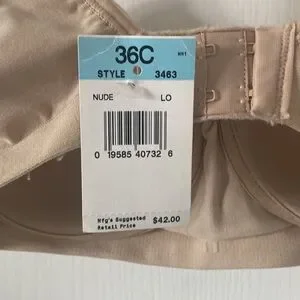 36C
STYLE 3463
NUDE LO
0 19585 40732 6
Mfg's Suggested
Retail Price $42.00